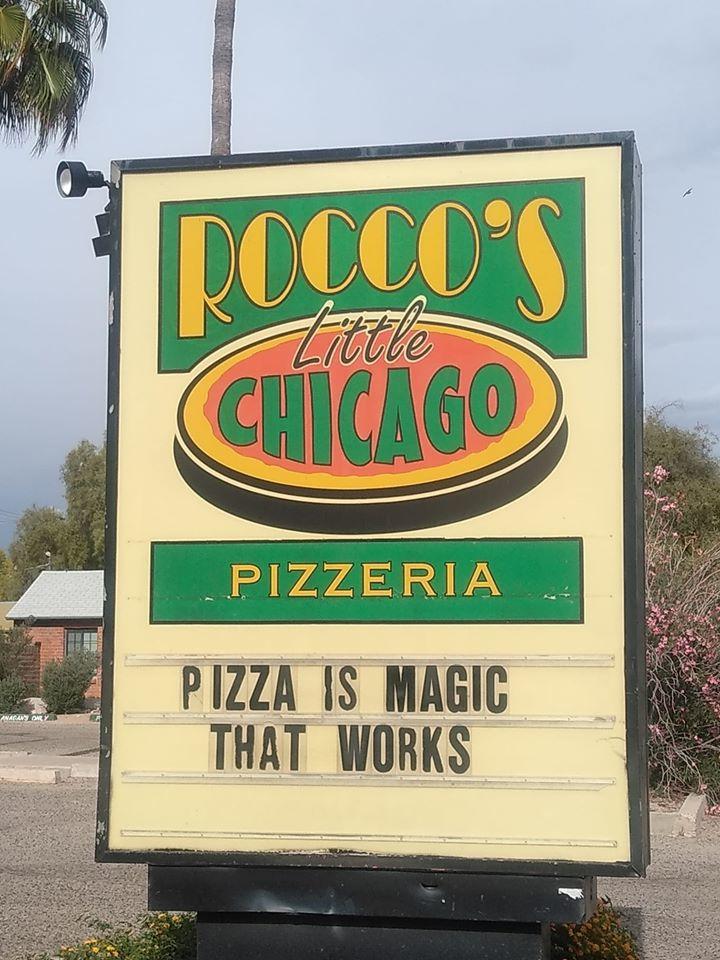 ROCCO'S
Little
CHICAGO
PIZZERIA
PIZZA IS MAGIC
THAT WORKS